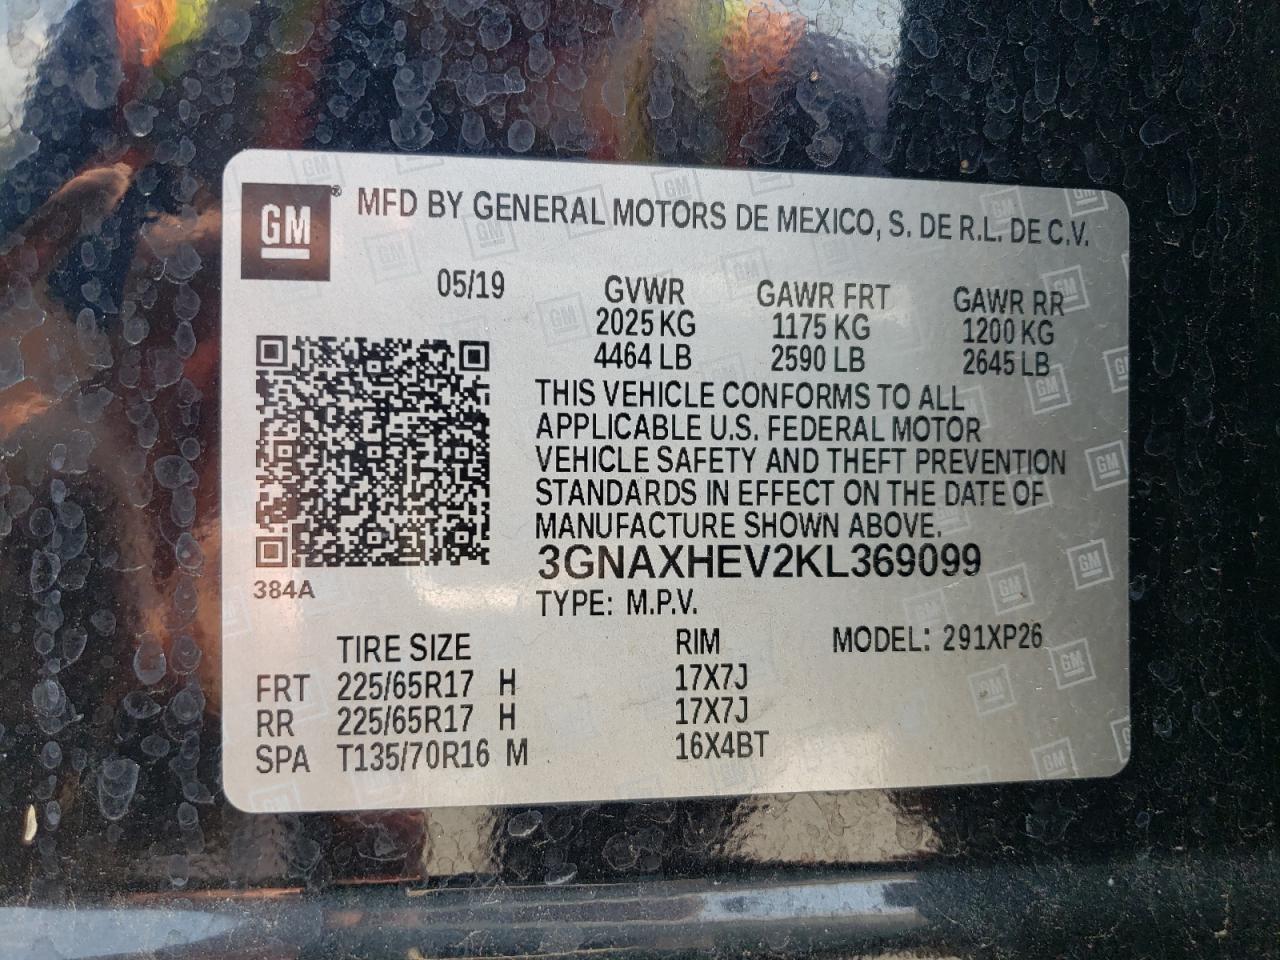 GM ® MFD BY GENERAL MOTORS DE MEXICO, S. DE R.L. DE C.V.
05/19 GVWR GAWR FRT GAWR RR
2025 KG 1175 KG 1200 KG
4464 LB 2590 LB 2645 LB
THIS VEHICLE CONFORMS TO ALL
APPLICABLE U.S. FEDERAL MOTOR
VEHICLE SAFETY AND THEFT PREVENTION
STANDARDS IN EFFECT ON THE DATE OF
MANUFACTURE SHOWN ABOVE.
3GNAXHEV2KL369099
384A
TYPE: M.P.V.
TIRE SIZE RIM MODEL: 291XP26
FRT 225/65R17 H 17X7J
RR 225/65R17 H 17X7J
SPA T135/70R16 M 16X4BT